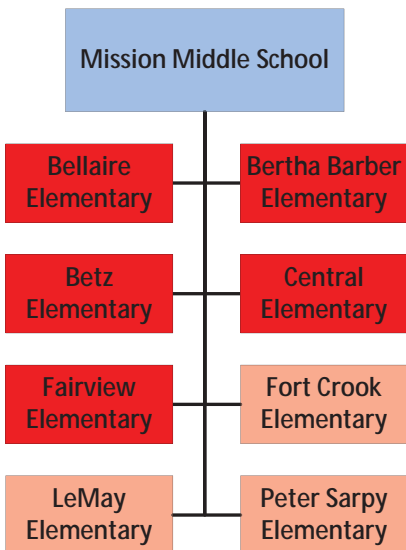 Mission Middle School
Bellaire
Elementary
Bertha Barber
Elementary
Betz
Elementary
Central
Elementary
Fairview
Elementary
Fort Crook
Elementary
LeMay
Elementary
Peter Sarpy
Elementary